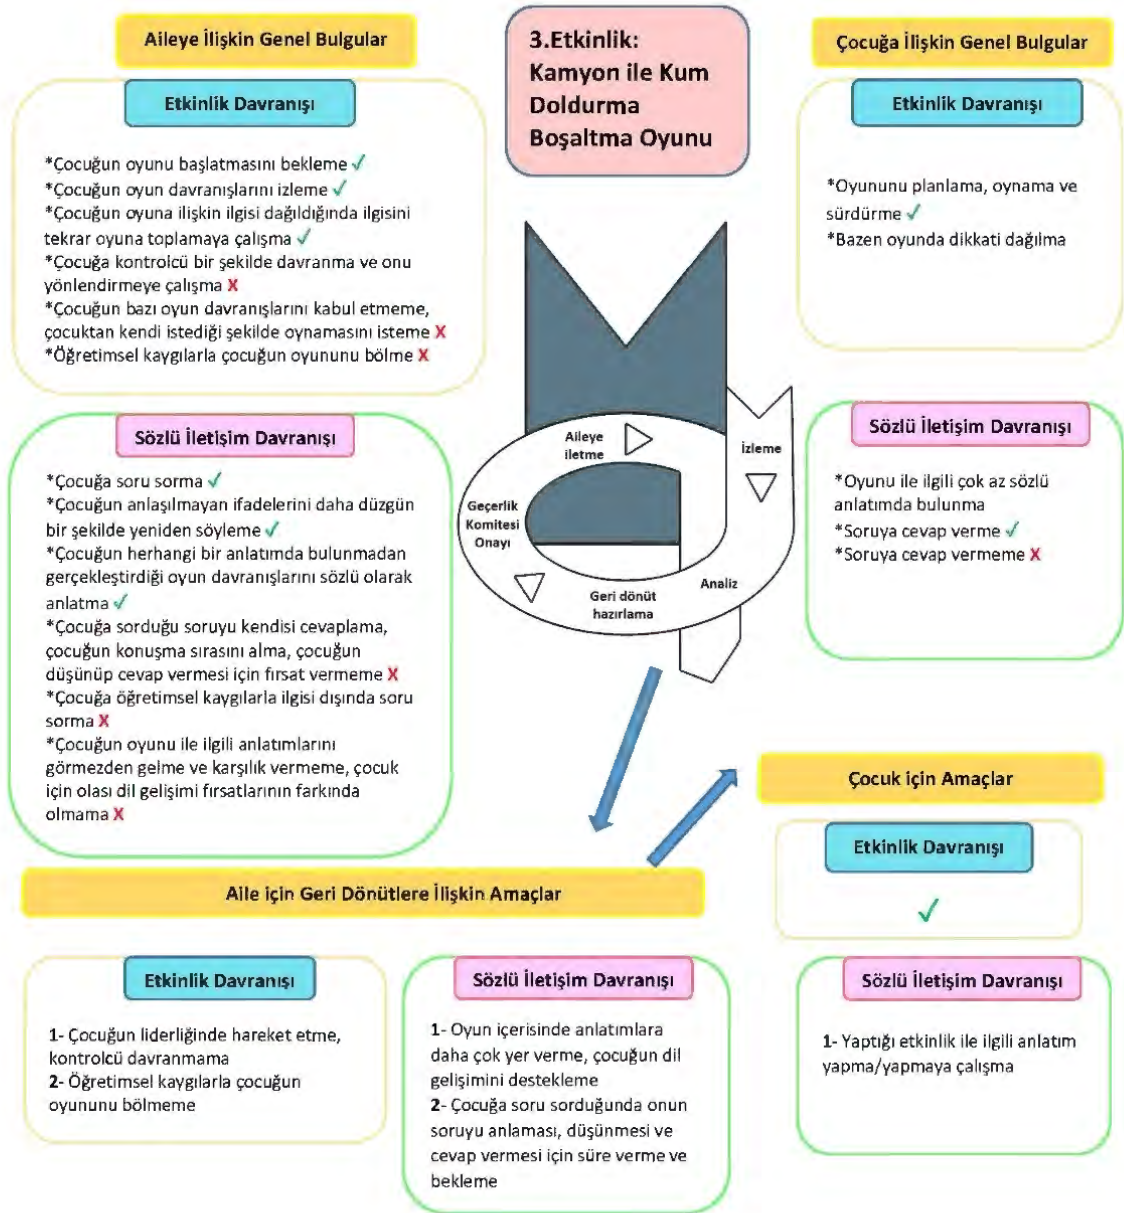 Aileye İlişkin Genel Bulgular
Etkinlik Davranışı
*Çocuğun oyunu başlatmasını bekleme ✓
*Çocuğun oyun davranışlarını izleme ✓
*Çocuğun oyuna ilişkin ilgisi dağıldığında ilgisini
tekrar oyuna toplamaya çalışma ✓
*Çocuğa kontrolcü bir şekilde davranma ve onu
yönlendirmeye çalışma X
*Çocuğun bazı oyun davranışlarını kabul etmeme,
çocuktan kendi istediği şekilde oynamasını isteme X
*Öğretimsel kaygılarla çocuğun oyununu bölme X
Sözlü İletişim Davranışı
*Çocuğa soru sorma ✓
*Çocuğun anlaşılmayan ifadelerini daha düzgün
bir şekilde yeniden söyleme ✓
*Çocuğun herhangi bir anlatımda bulunmadan
gerçekleştirdiği oyun davranışlarını sözlü olarak
anlatma ✓
*Çocuğa sorduğu soruyu kendisi cevaplama,
çocuğun konuşma sırasını alma, çocuğun
düşünüp cevap vermesi için fırsat vermeme X
*Çocuğa öğretimsel kaygılarla ilgisi dışında soru
sorma X
*Çocuğun oyunu ile ilgili anlatımlarını
görmezden gelme ve karşılık vermeme, çocuk
için olası dil gelişimi fırsatlarının farkında
olmama X
3.Etkinlik:
Kamyon ile Kum
Doldurma
Boşaltma Oyunu
Aileye
iletme
İzleme
Geçerlik
Komitesi
Onayı
Analiz
Geri dönüt
hazırlama
Çocuğa İlişkin Genel Bulgular
Etkinlik Davranışı
*Oyununu planlama, oynama ve
sürdürme ✓
*Bazen oyunda dikkati dağılma
Sözlü İletişim Davranışı
*Oyunu ile ilgili çok az sözlü
anlatımda bulunma
*Soruya cevap verme ✓
*Soruya cevap vermeme X
Aile için Geri Dönütlere İlişkin Amaçlar
Etkinlik Davranışı
1- Çocuğun liderliğinde hareket etme,
kontrolcü davranmama
2- Öğretimsel kaygılarla çocuğun
oyununu bölmeme
Sözlü İletişim Davranışı
1- Oyun içerisinde anlatımlara
daha çok yer verme, çocuğun dil
gelişimini destekleme
2- Çocuğa soru sorduğunda onun
soruyu anlaması, düşünmesi ve
cevap vermesi için süre verme ve
bekleme
Çocuk için Amaçlar
Etkinlik Davranışı
✓
Sözlü İletişim Davranışı
1- Yaptığı etkinlik ile ilgili anlatım
yapma/yapmaya çalışma